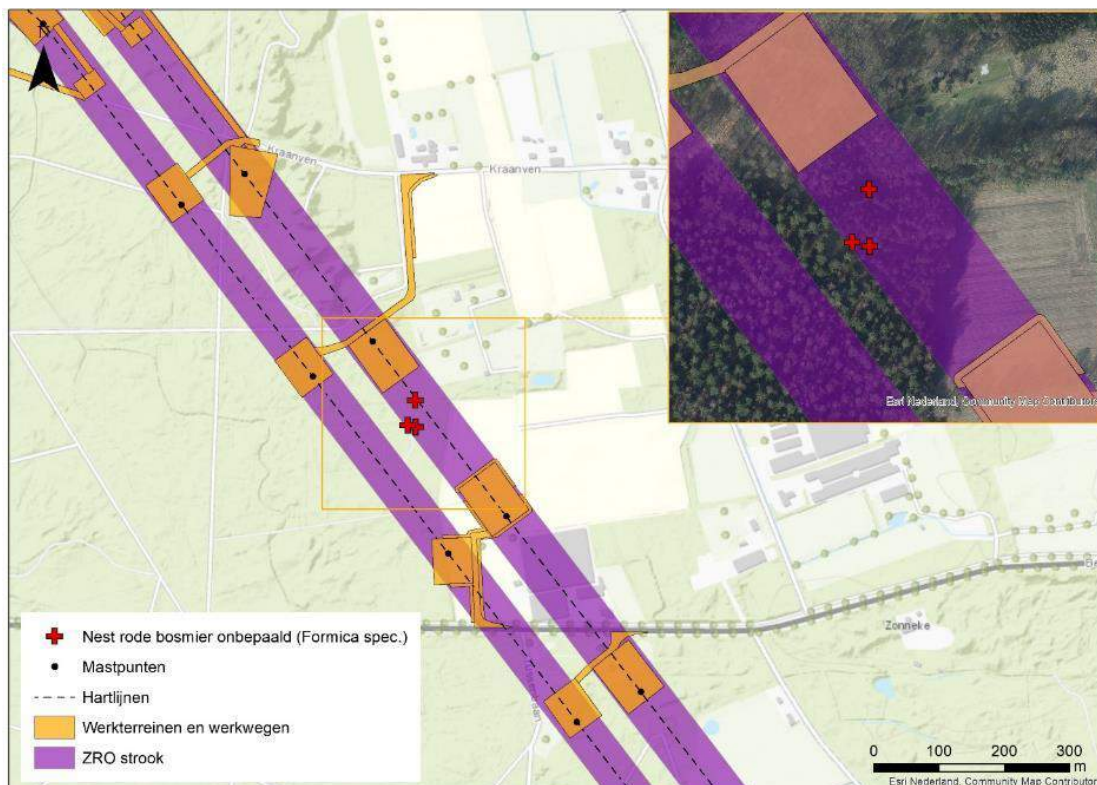 N
Kraanven
Kraanven
Esri Nederland, Community Map Contributors
Zonneke
Be
Nest rode bosmier onbepaald (Formica spec.)
Mastpunten
Hartlijnen
Werkterreinen en werkwegen
ZRO strook
0 100 200 300
m
Esri Nederland, Community Map Contributors